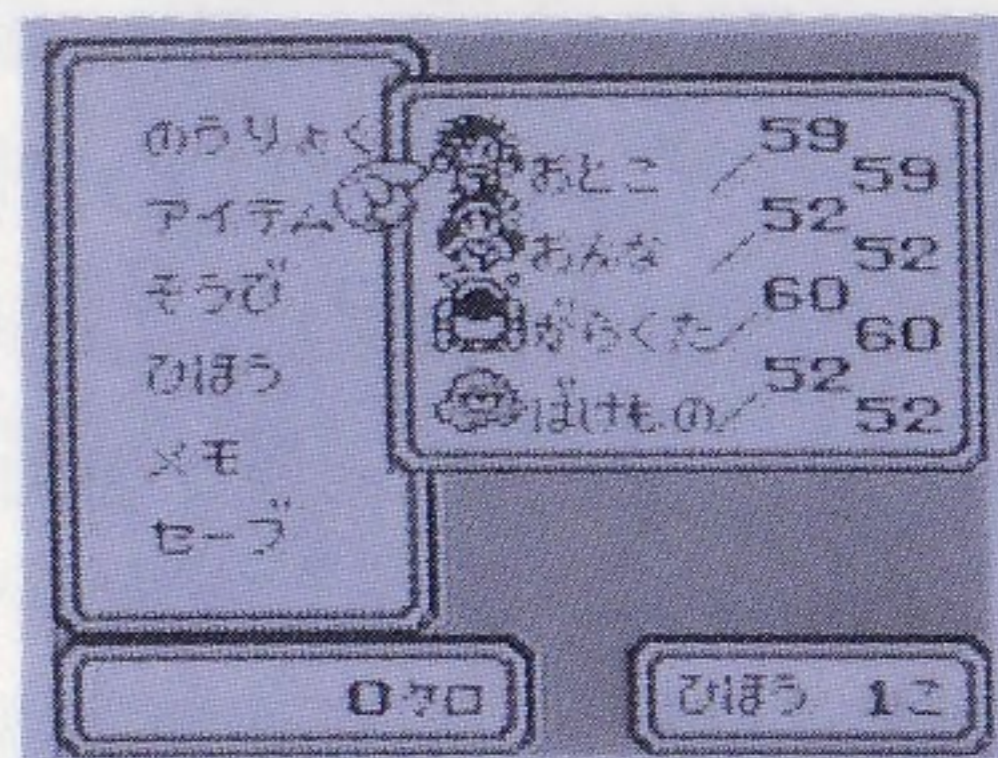 のうりょく
アイテム
そうび
ひほう
メモ
セーブ
おとこ 59
59
おんな 52
52
がらくた 60
60
ばけもの 52
52
0ケロ
ひほう 1こ